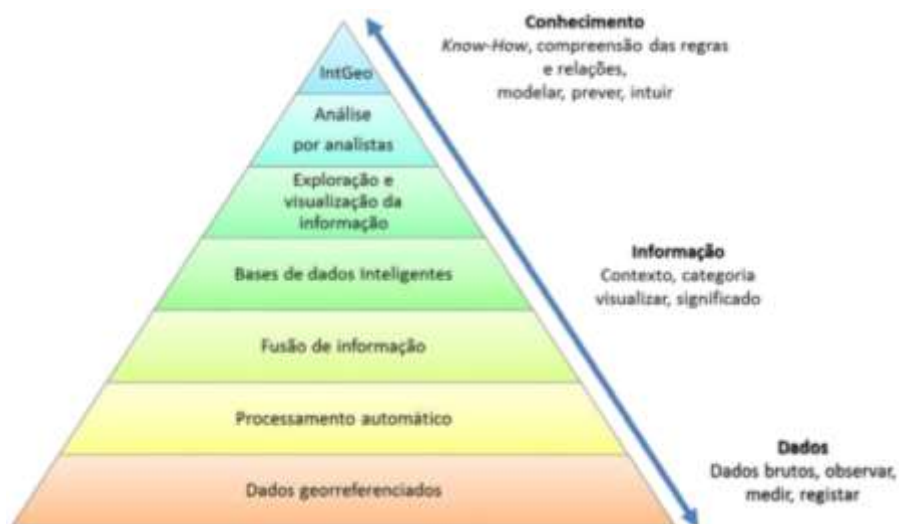 Conhecimento
Know-How, compreensão das regras
e relações,
modelar, prever, intuir
IntGeo
Análise
por analistas
Exploração e
visualização da
informação
Informação
Contexto, categoria
visualizar, significado
Bases de dados Inteligentes
Fusão de informação
Processamento automático
Dados
Dados brutos, observar,
medir, registar
Dados georreferenciados